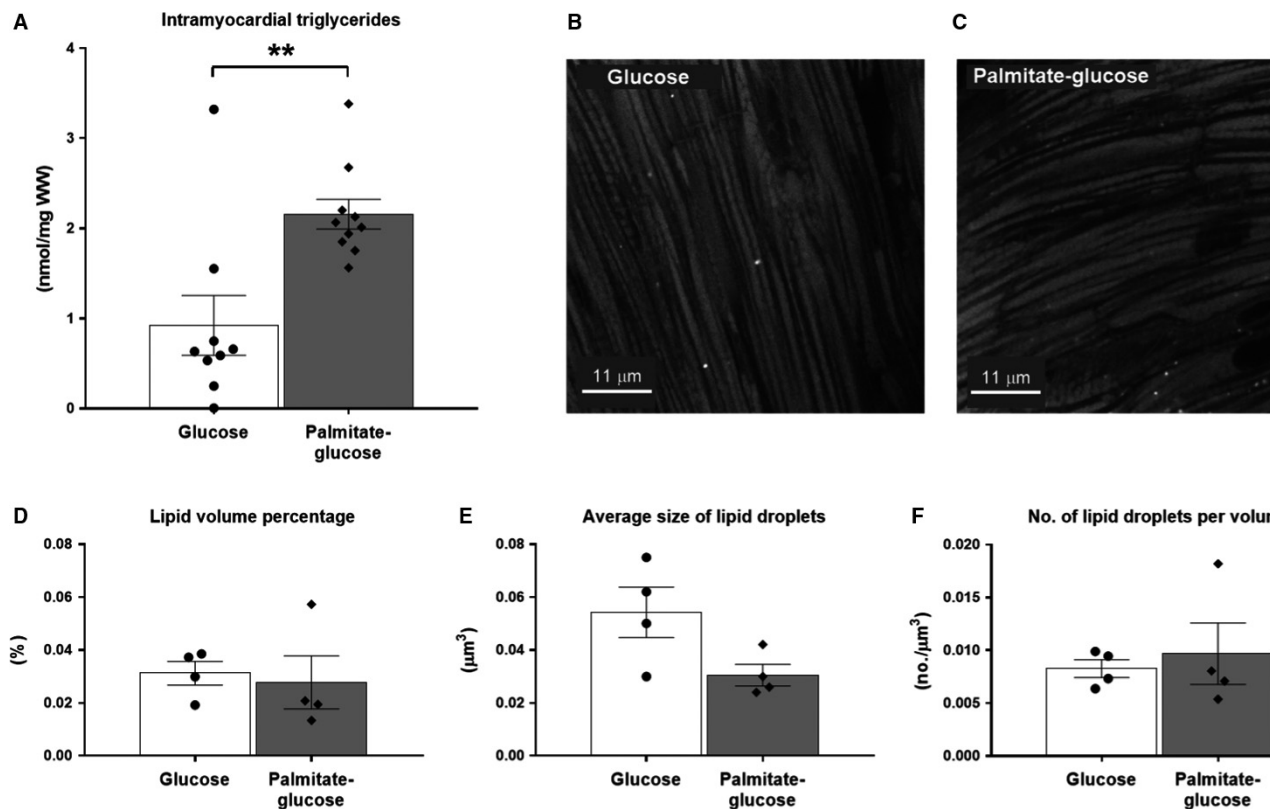 A
Intramyocardial triglycerides
**
4
3
2
1
0
(nmol/mg WW)
Glucose
Palmitate-
glucose
B
Glucose
11 μm
C
Palmitate-glucose
11 μm
D
Lipid volume percentage
0.08
0.06
0.04
0.02
0.00
(%)
Glucose
Palmitate-
glucose
E
Average size of lipid droplets
0.08
0.06
0.04
0.02
0.00
(μm³)
Glucose
Palmitate-
glucose
F
No. of lipid droplets per volu
0.020
0.015
0.010
0.005
0.000
(no./μm³)
Glucose
Palmitate-
glucose